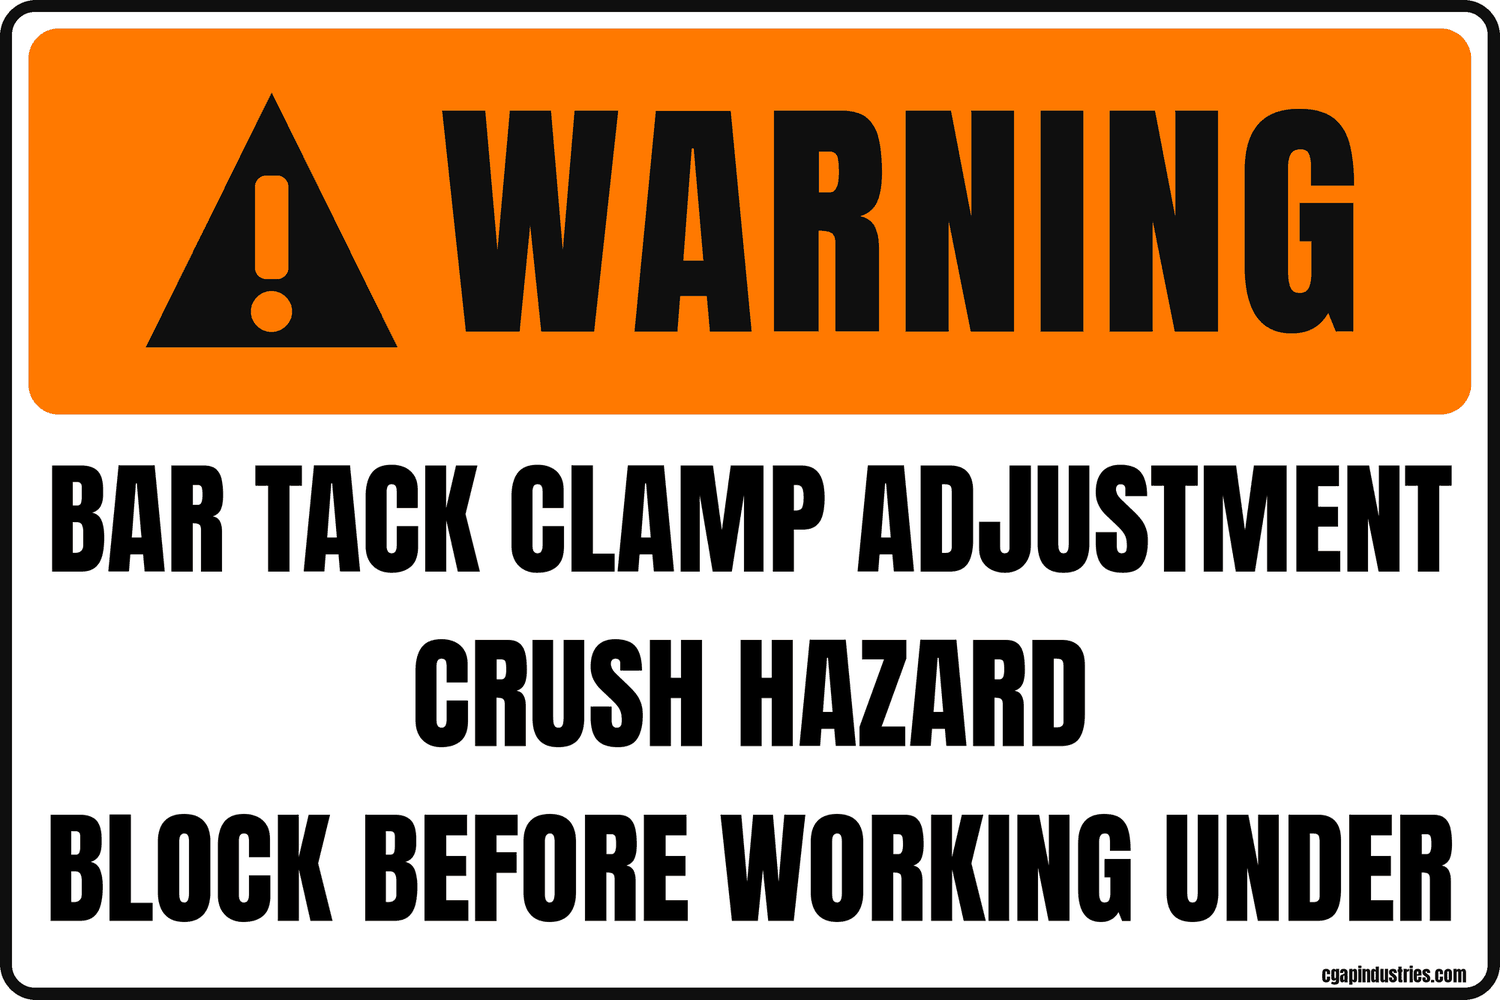 WARNING
BAR TACK CLAMP ADJUSTMENT
CRUSH HAZARD
BLOCK BEFORE WORKING UNDER
cgapindustries.com